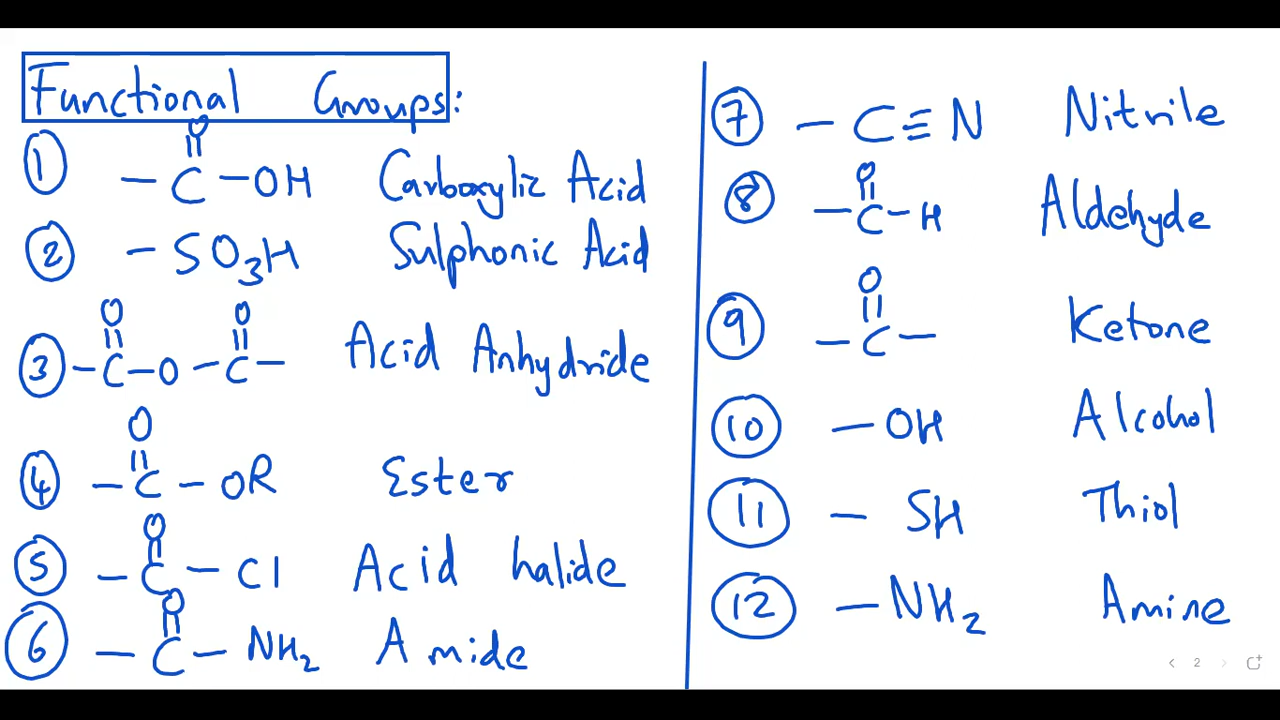 Functional Groups:
① O
– C – OH Carboxylic Acid
② – SO3H Sulphonic Acid
O O
③ – C – O – C – Acid Anhydride
O
④ – C – OR Ester
O
⑤ – C – Cl Acid halide
O
⑥ – C – NH2 Amide
⑦ – C ≡ N Nitrile
O
⑧ – C – H Aldehyde
O
⑨ – C – Ketone
⑩ – OH Alcohol
⑪ – SH Thiol
⑫ – NH2 Amine
2